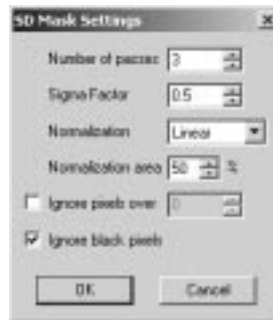 SD Mask Settings
Number of passes 3
Sigma Factor 0.5
Normalization Linear
Normalization area 50 %
Ignore pixels over 0
Ignore black pixels
OK Cancel